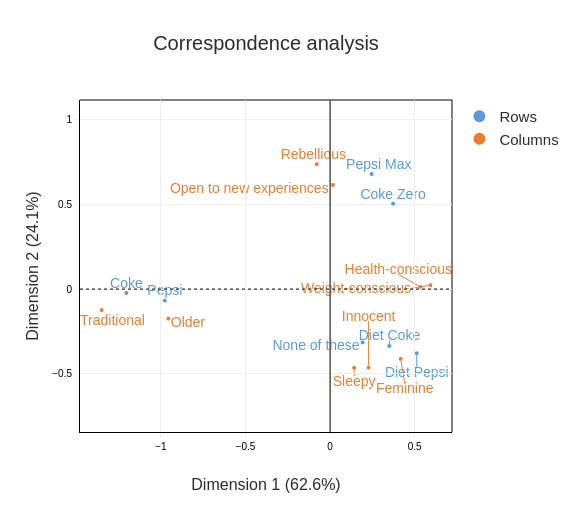 Correspondence analysis
Rows
Columns
1
Rebellious
Pepsi Max
Open to new experiences
Coke Zero
0.5
Health-conscious
Coke
Pepsi
Weight-conscious
0
Traditional
Older
Innocent
None of these
Diet Coke
−0.5
Sleepy
Diet Pepsi
Feminine
−1
−0.5
0
0.5
Dimension 1 (62.6%)
Dimension 2 (24.1%)